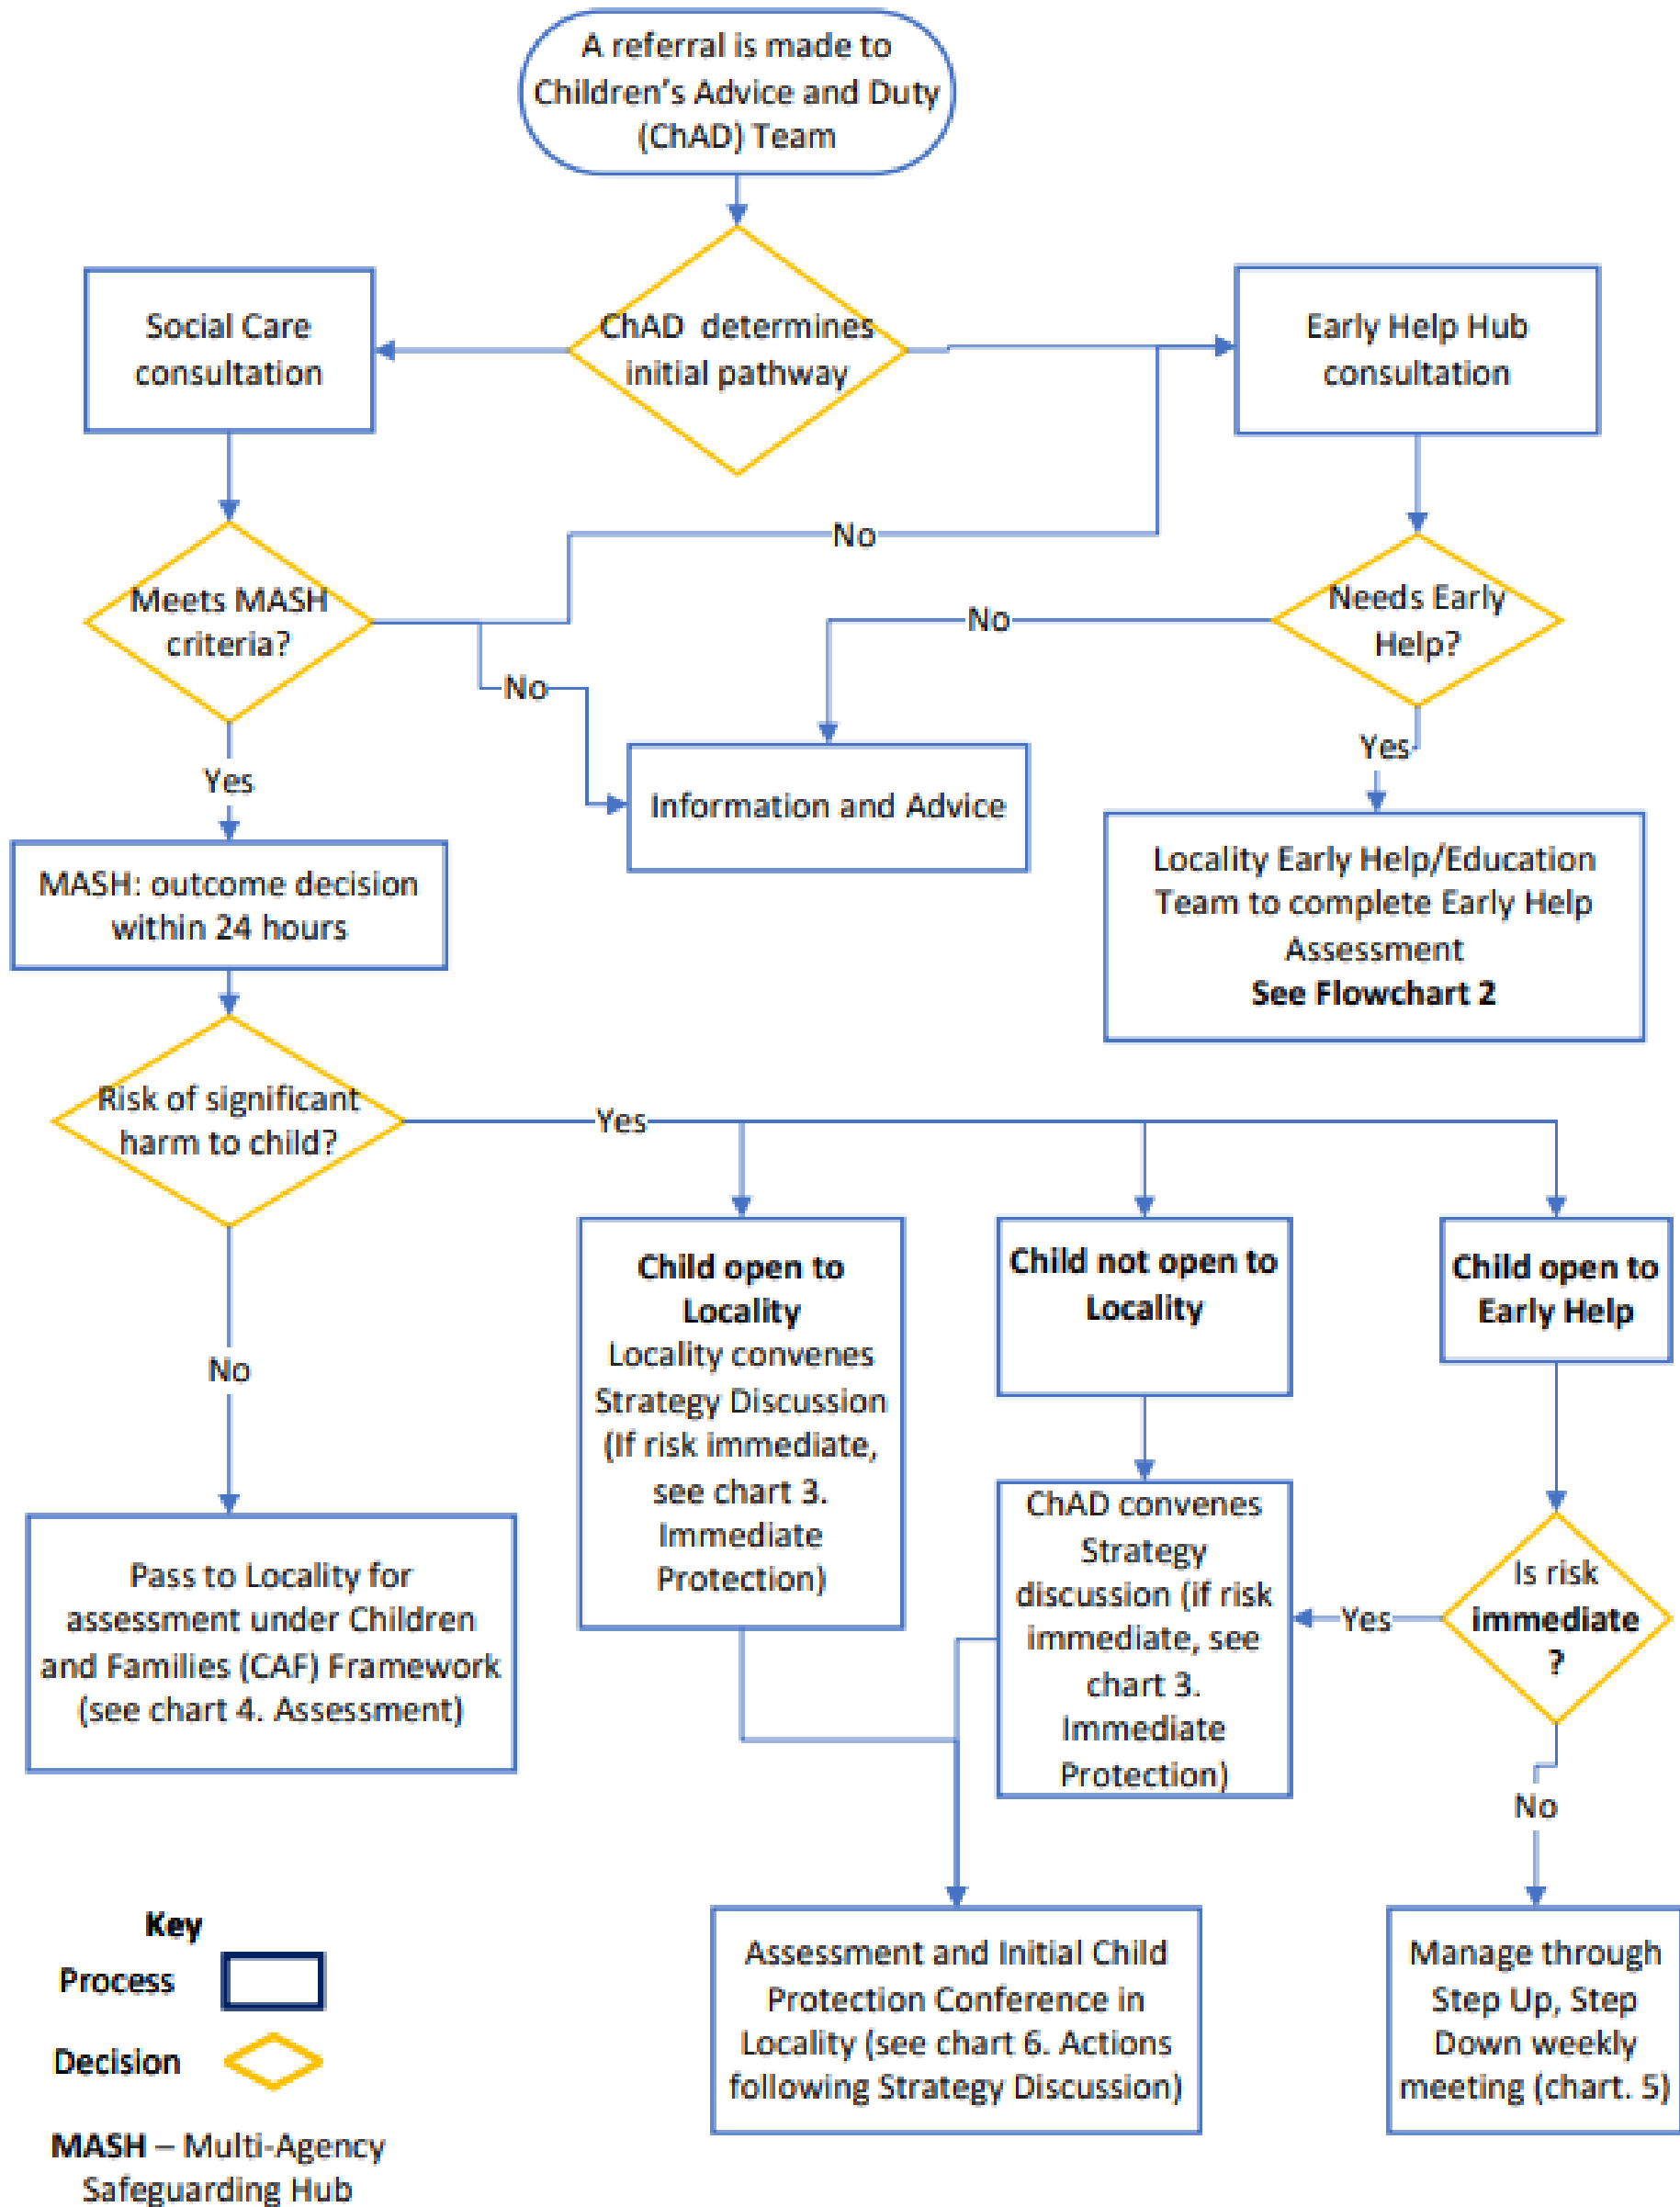 A referral is made to
Children's Advice and Duty
(ChAD) Team
Social Care
consultation
ChAD determines
initial pathway
Early Help Hub
consultation
No
Meets MASH
criteria?
No
Needs Early
Help?
No
Yes
Yes
Information and Advice
MASH: outcome decision
within 24 hours
Locality Early Help/Education
Team to complete Early Help
Assessment
See Flowchart 2
Risk of significant
harm to child?
Yes
No
Child open to
Locality
Locality convenes
Strategy Discussion
(If risk immediate,
see chart 3.
Immediate
Protection)
Child not open to
Locality
Child open to
Early Help
ChAD convenes
Strategy
discussion (if risk
immediate, see
chart 3.
Immediate
Protection)
Yes
Is risk
immediate
?
No
Pass to Locality for
assessment under Children
and Families (CAF) Framework
(see chart 4. Assessment)
Assessment and Initial Child
Protection Conference in
Locality (see chart 6. Actions
following Strategy Discussion)
Manage through
Step Up, Step
Down weekly
meeting (chart. 5)
Key
Process
Decision
MASH – Multi-Agency
Safeguarding Hub